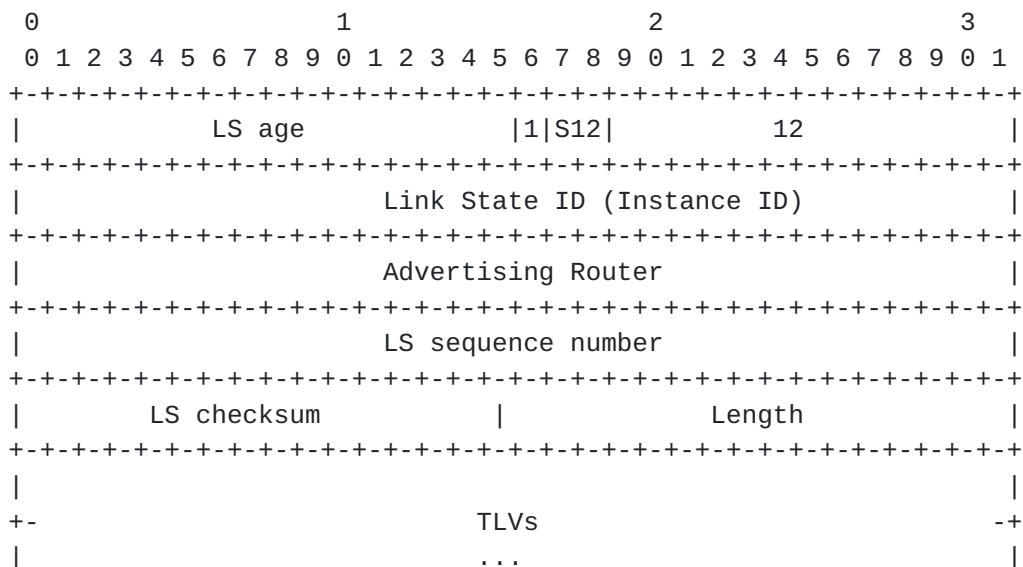 0                   1                   2                   3
 0 1 2 3 4 5 6 7 8 9 0 1 2 3 4 5 6 7 8 9 0 1 2 3 4 5 6 7 8 9 0 1
+-+-+-+-+-+-+-+-+-+-+-+-+-+-+-+-+-+-+-+-+-+-+-+-+-+-+-+-+-+-+-+-+
|            LS age             |1|S12|          12             |
+-+-+-+-+-+-+-+-+-+-+-+-+-+-+-+-+-+-+-+-+-+-+-+-+-+-+-+-+-+-+-+-+
|                       Link State ID (Instance ID)             |
+-+-+-+-+-+-+-+-+-+-+-+-+-+-+-+-+-+-+-+-+-+-+-+-+-+-+-+-+-+-+-+-+
|                       Advertising Router                      |
+-+-+-+-+-+-+-+-+-+-+-+-+-+-+-+-+-+-+-+-+-+-+-+-+-+-+-+-+-+-+-+-+
|                       LS sequence number                      |
+-+-+-+-+-+-+-+-+-+-+-+-+-+-+-+-+-+-+-+-+-+-+-+-+-+-+-+-+-+-+-+-+
|        LS checksum           |             Length             |
+-+-+-+-+-+-+-+-+-+-+-+-+-+-+-+-+-+-+-+-+-+-+-+-+-+-+-+-+-+-+-+-+
|                                                               |
+-                            TLVs                             -+
|                             ...                               |